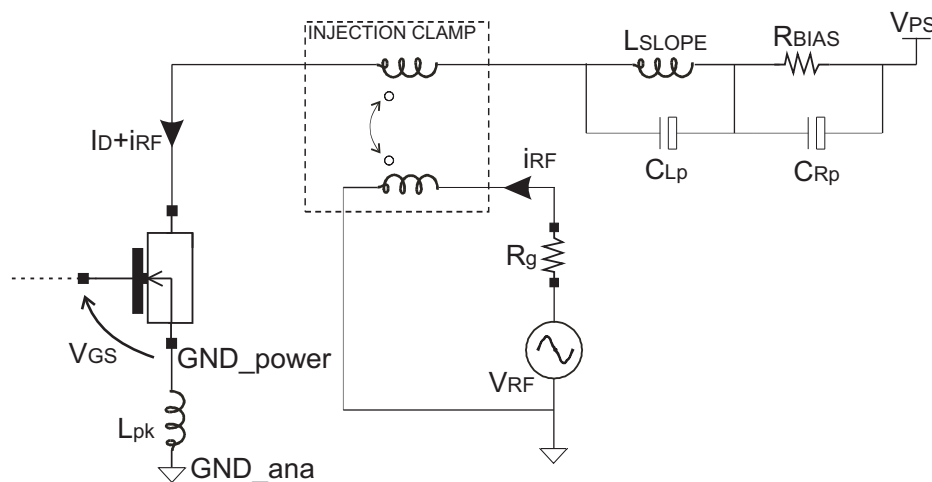 INJECTION CLAMP
LSLOPE
RBIAS
VPS
ID+iRF
CLp
CRp
iRF
Rg
VGS
GND_power
VRF
Lpk
GND_ana